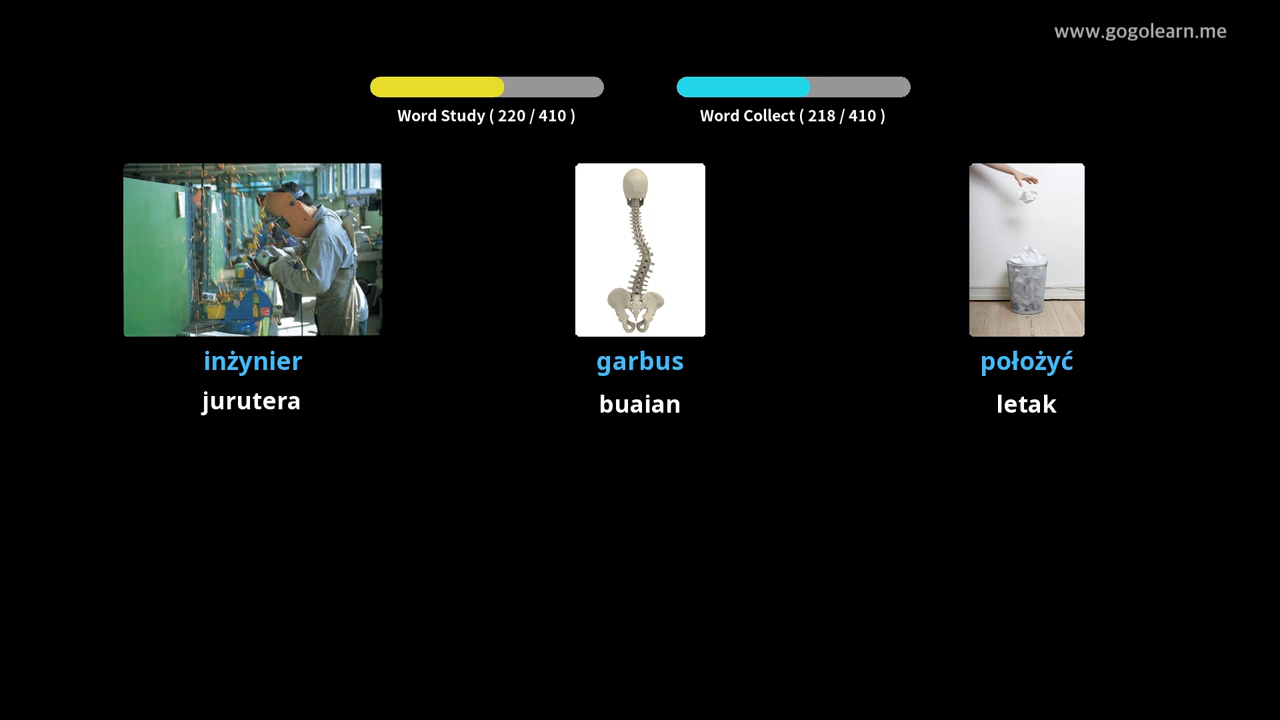 www.gogolearn.me
Word Study ( 220 / 410 )
Word Collect ( 218 / 410 )
inżynier
garbus
położyć
jurutera
buaian
letak